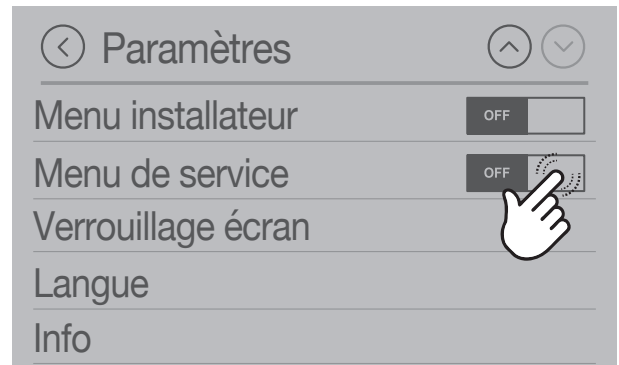 Paramètres
Menu installateur OFF
Menu de service OFF
Verrouillage écran
Langue
Info